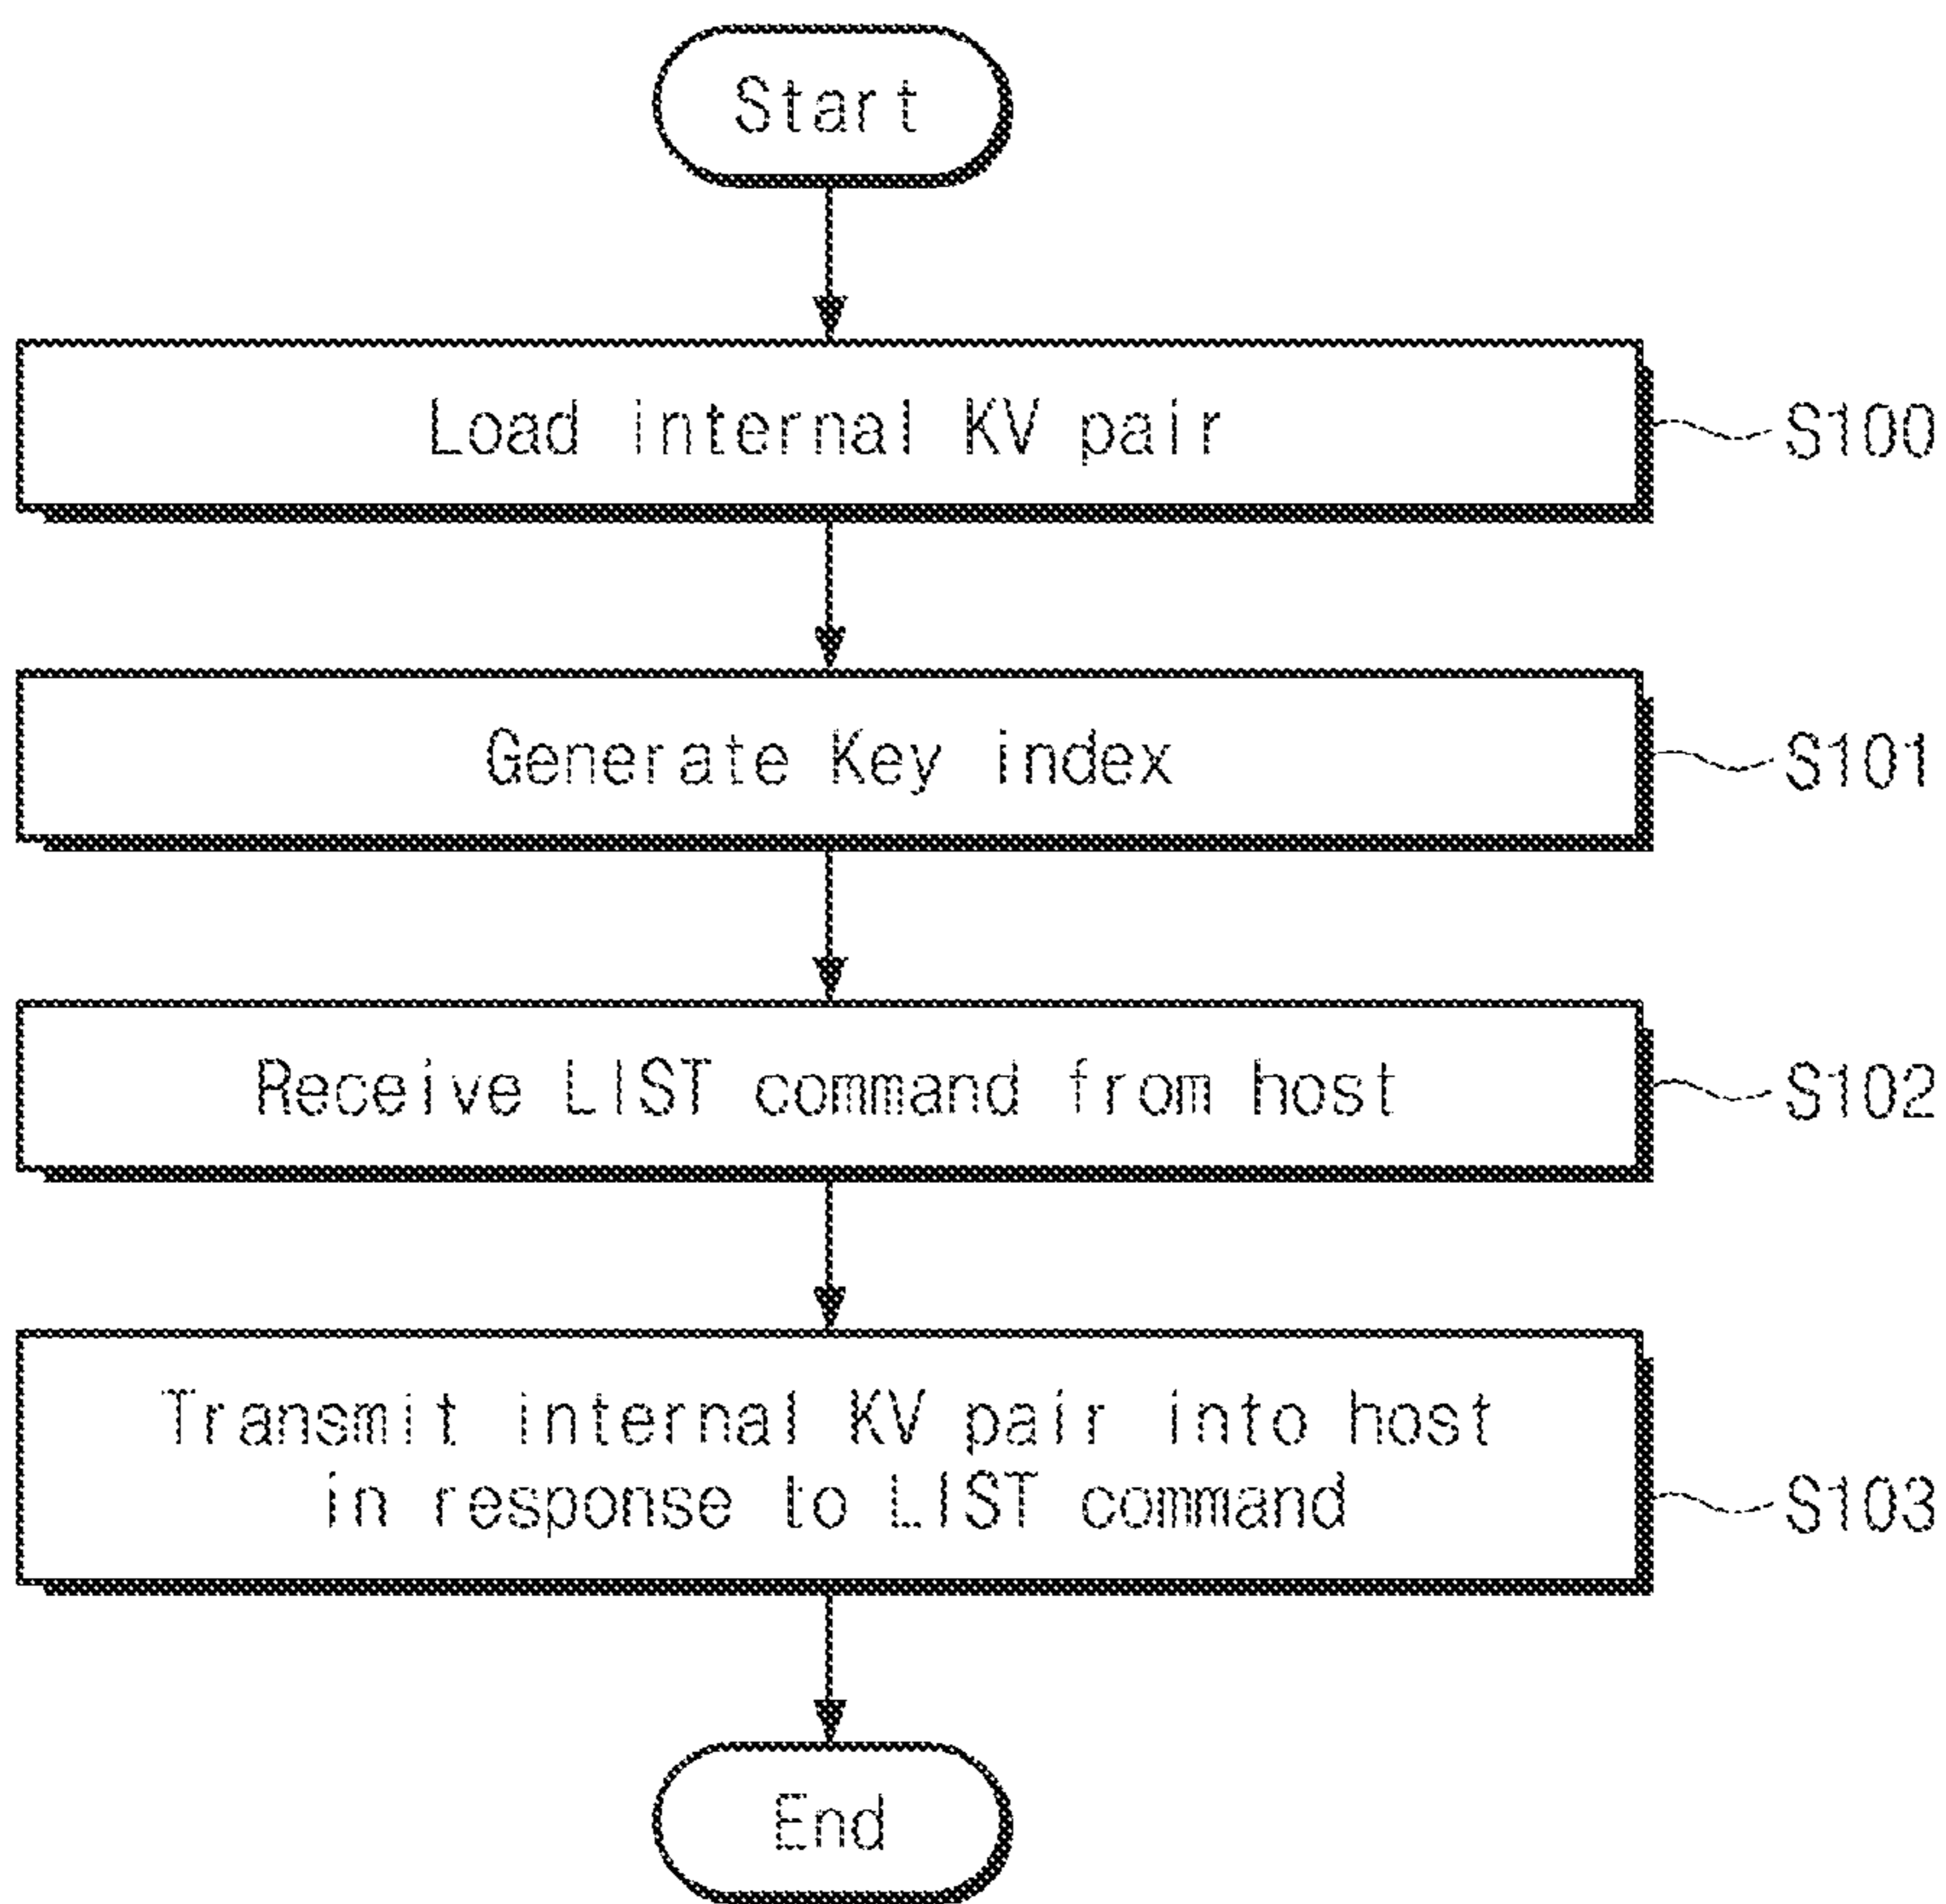 Start
Load internal KV pair
S100
Generate Key index
S101
Receive LIST command from host
S102
Transmit internal KV pair into host
in response to LIST command
S103
End